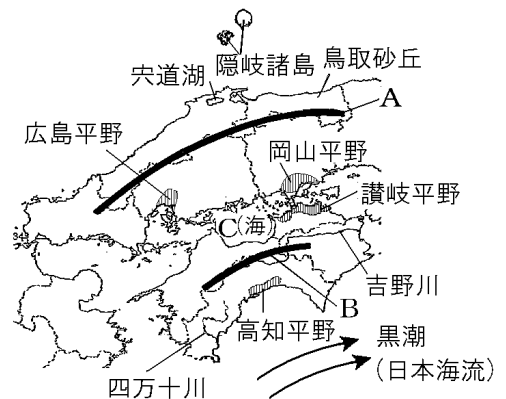 隠岐諸島
鳥取砂丘
宍道湖
A
広島平野
岡山平野
讃岐平野
C(海)
34
吉野川
B
高知平野
黒潮
(日本海流)
四万十川